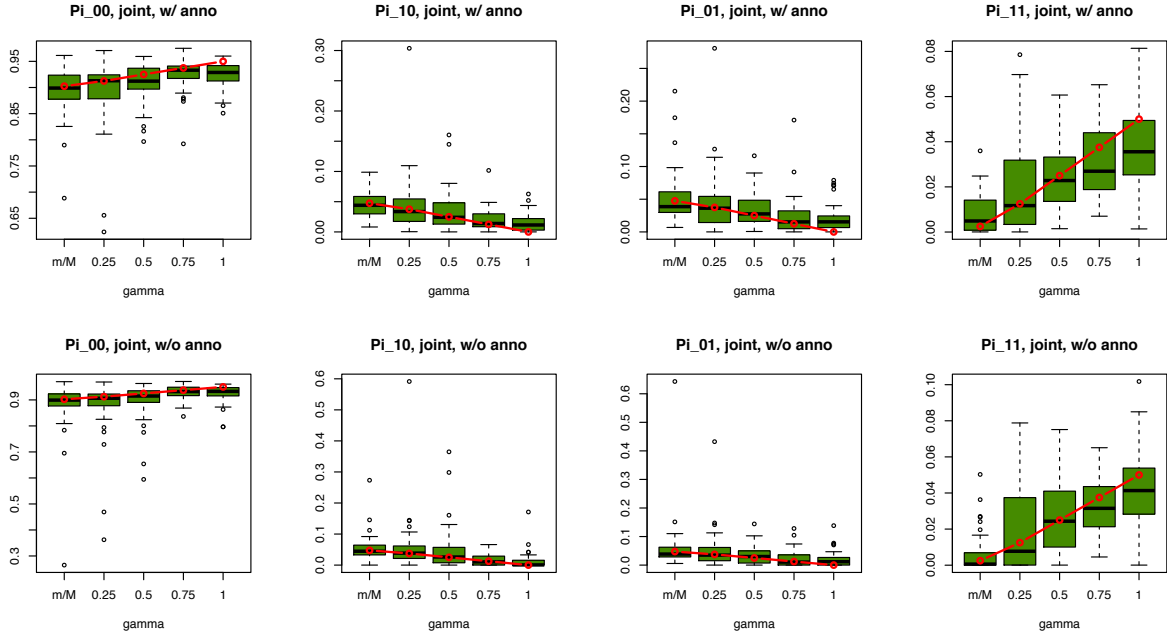 Pi_00, joint, w/ anno
0.95
0.85
0.75
0.65
m/M 0.25 0.5 0.75 1
gamma
Pi_10, joint, w/ anno
0.30
0.20
0.10
0.00
m/M 0.25 0.5 0.75 1
gamma
Pi_01, joint, w/ anno
0.20
0.10
0.00
m/M 0.25 0.5 0.75 1
gamma
Pi_11, joint, w/ anno
0.08
0.06
0.04
0.02
0.00
m/M 0.25 0.5 0.75 1
gamma
Pi_00, joint, w/o anno
0.9
0.7
0.5
0.3
m/M 0.25 0.5 0.75 1
gamma
Pi_10, joint, w/o anno
0.6
0.5
0.4
0.3
0.2
0.1
0.0
m/M 0.25 0.5 0.75 1
gamma
Pi_01, joint, w/o anno
0.6
0.5
0.4
0.3
0.2
0.1
0.0
m/M 0.25 0.5 0.75 1
gamma
Pi_11, joint, w/o anno
0.10
0.08
0.06
0.04
0.02
0.00
m/M 0.25 0.5 0.75 1
gamma